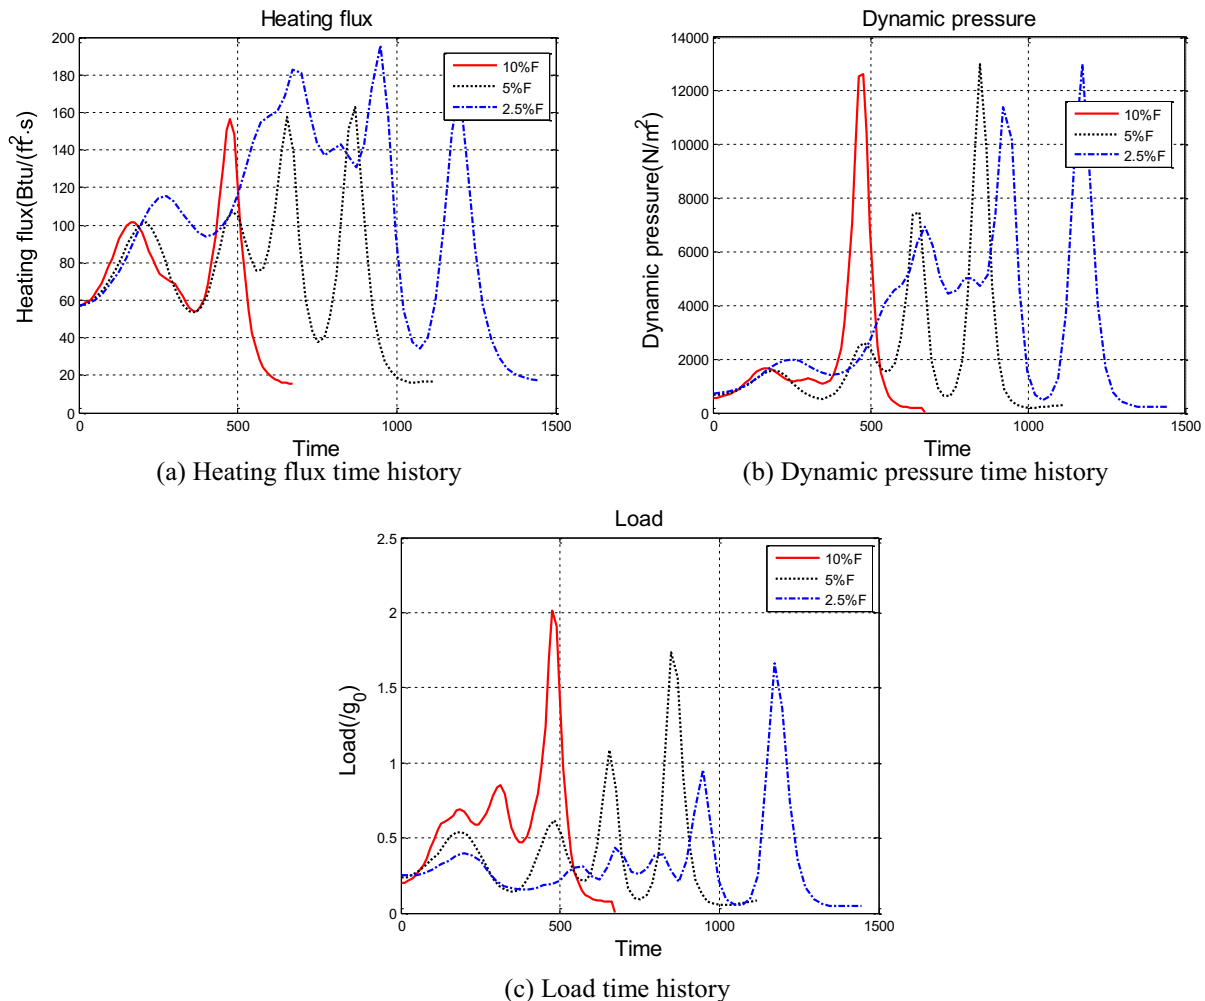 Heating flux
Heating flux(Btu/(ft²·s)
200
180
160
140
120
100
80
60
40
20
0
0 500 1000 1500
10%F
5%F
2.5%F
Time
(a) Heating flux time history
Dynamic pressure
Dynamic pressure(N/m²)
14000
12000
10000
8000
6000
4000
2000
0
0 500 1000 1500
10%F
5%F
2.5%F
Time
(b) Dynamic pressure time history
Load
Load(/g₀)
2.5
2
1.5
1
0.5
0
0 500 1000 1500
10%F
5%F
2.5%F
Time
(c) Load time history